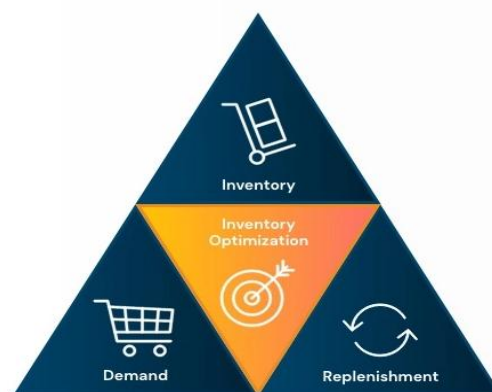 Inventory
Inventory
Optimization
Demand
Replenishment